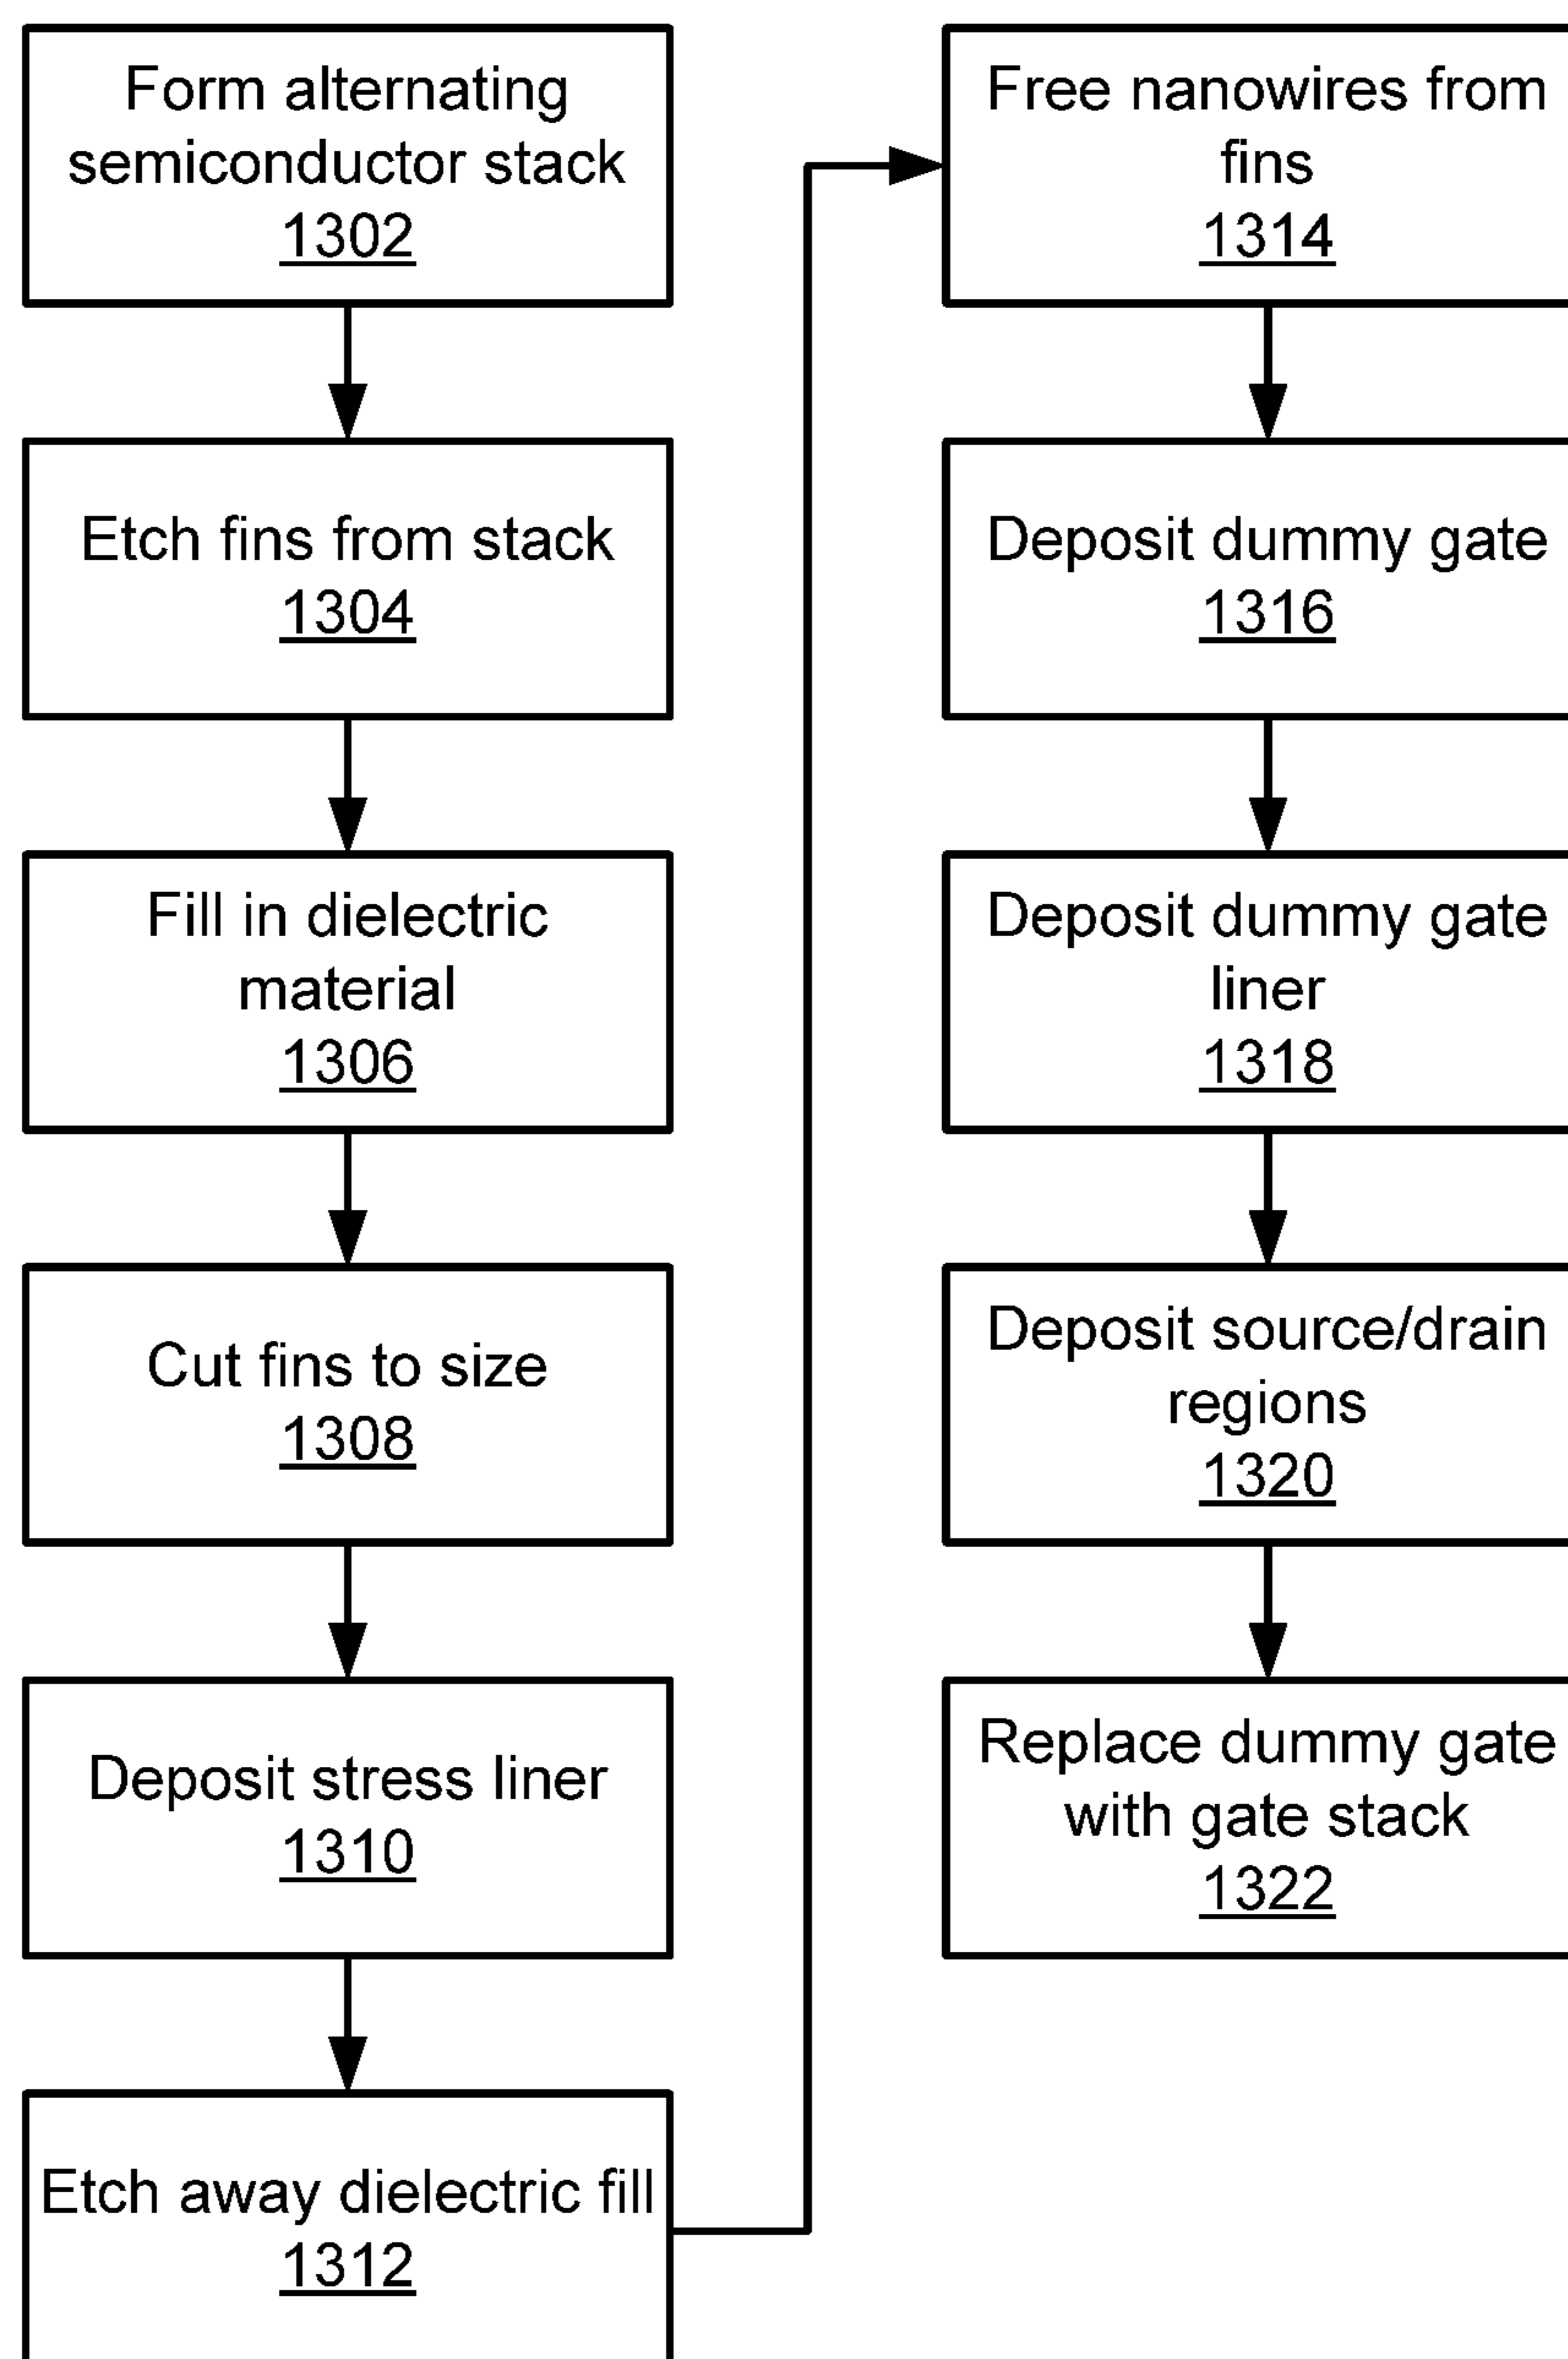 Form alternating
semiconductor stack
1302
Etch fins from stack
1304
Fill in dielectric
material
1306
Cut fins to size
1308
Deposit stress liner
1310
Etch away dielectric fill
1312
Free nanowires from
fins
1314
Deposit dummy gate
1316
Deposit dummy gate
liner
1318
Deposit source/drain
regions
1320
Replace dummy gate
with gate stack
1322